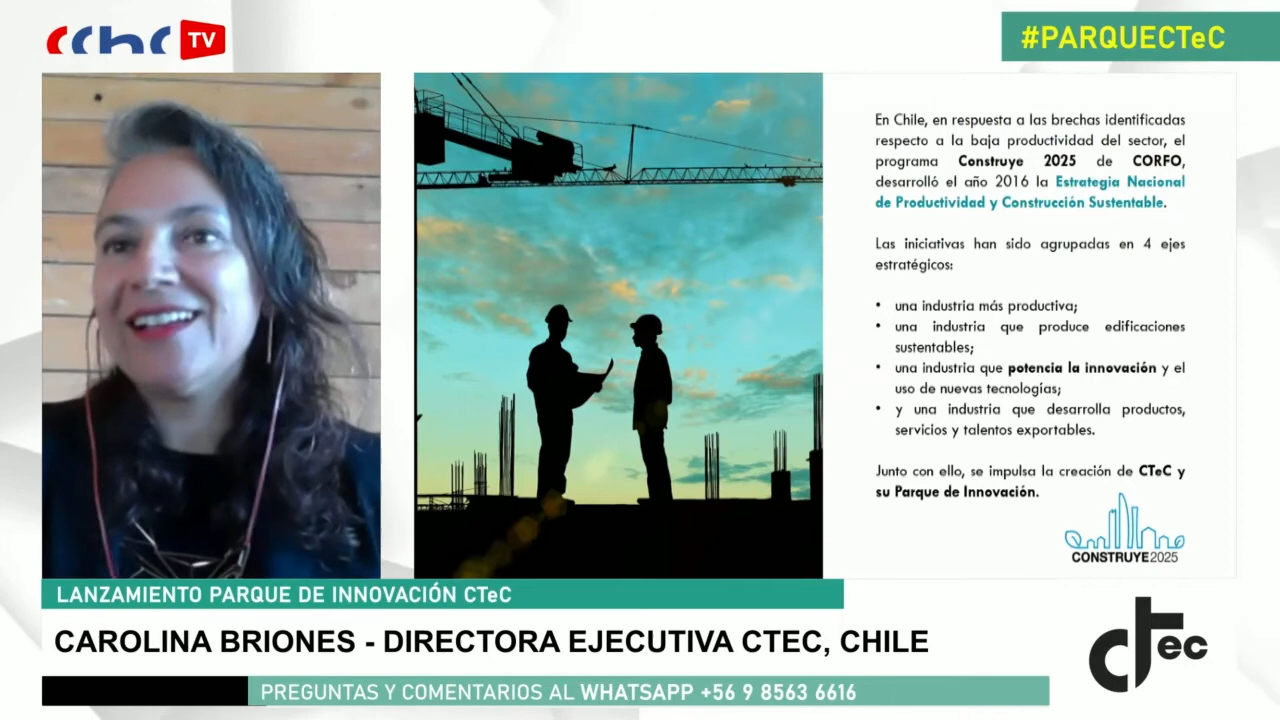 cchc TV
#PARQUECTeC
En Chile, en respuesta a las brechas identificadas
respecto a la baja productividad del sector, el
programa Construye 2025 de CORFO,
desarrolló el año 2016 la Estrategia Nacional
de Productividad y Construcción Sustentable.
Las iniciativas han sido agrupadas en 4 ejes
estratégicos:
• una industria más productiva;
• una industria que produce edificaciones
sustentables;
• una industria que potencia la innovación y el
uso de nuevas tecnologías;
• y una industria que desarrolla productos,
servicios y talentos exportables.
Junto con ello, se impulsa la creación de CTeC y
su Parque de Innovación.
CONSTRUYE2025
LANZAMIENTO PARQUE DE INNOVACIÓN CTeC
CAROLINA BRIONES - DIRECTORA EJECUTIVA CTEC, CHILE
CTec
PREGUNTAS Y COMENTARIOS AL WHATSAPP +56 9 8563 6616